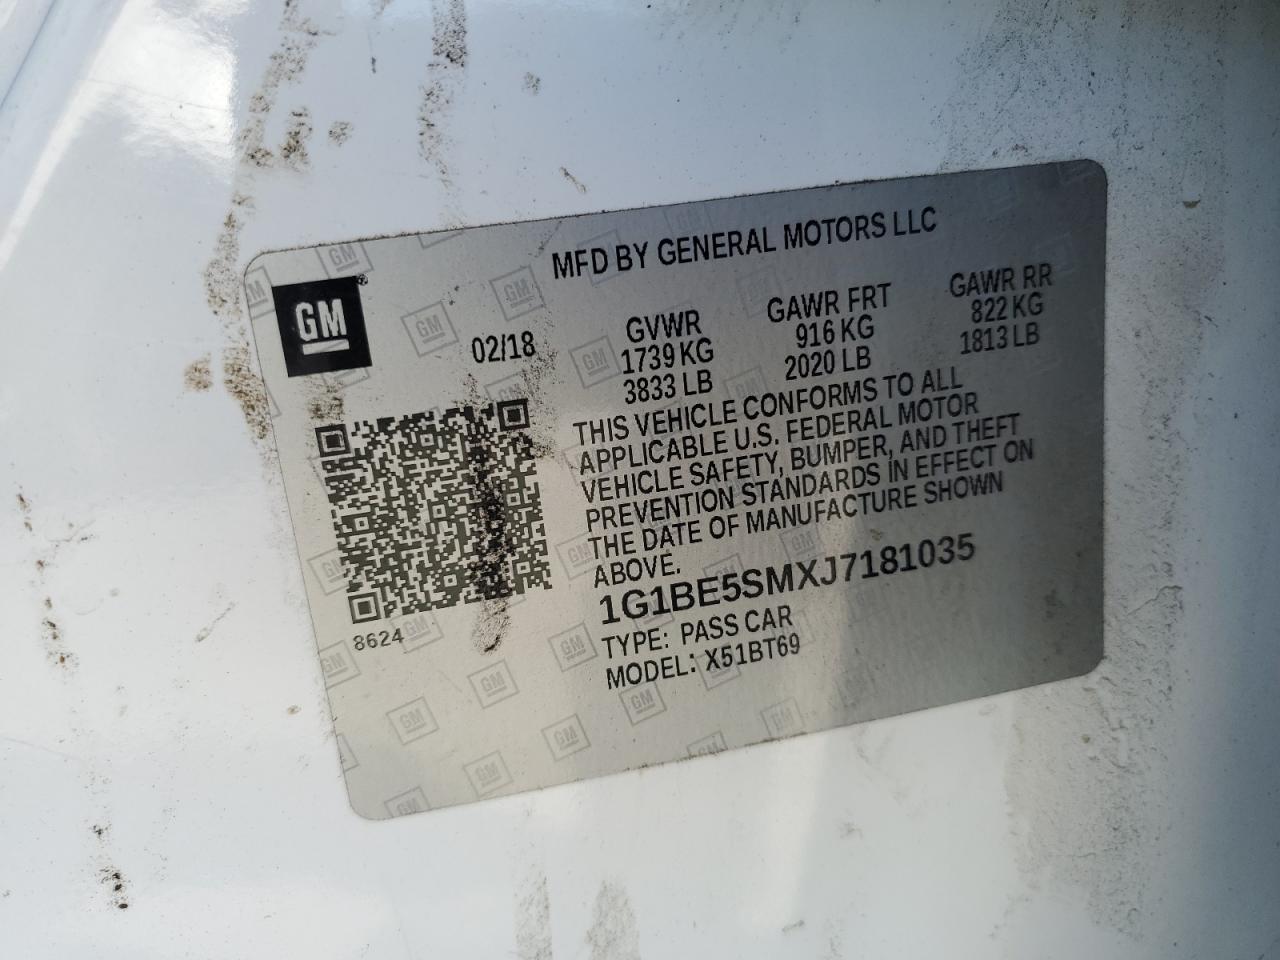 MFD BY GENERAL MOTORS LLC
GM
02/18
GVWR
1739 KG
3833 LB
GAWR FRT
916 KG
2020 LB
GAWR RR
822 KG
1813 LB
THIS VEHICLE CONFORMS TO ALL
APPLICABLE U.S. FEDERAL MOTOR
VEHICLE SAFETY, BUMPER, AND THEFT
PREVENTION STANDARDS IN EFFECT ON
THE DATE OF MANUFACTURE SHOWN
ABOVE.
1G1BE5SMXJ7181035
TYPE: PASS CAR
MODEL: X51BT69
8624